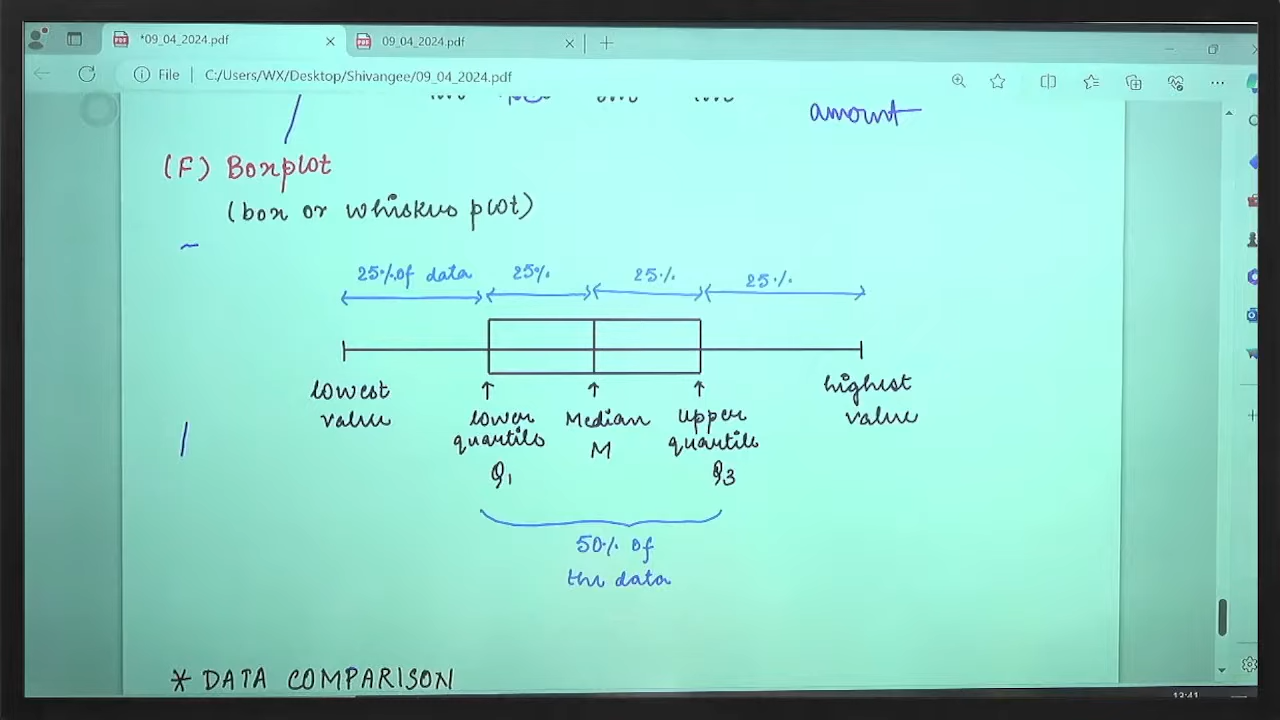 *09_04_2024.pdf
09_04_2024.pdf
File
C:/Users/WX/Desktop/Shivangee/09_04_2024.pdf
amount
(F) Boxplot
(box or whiskers plot)
25% of data 25% 25% 25%
lowest value
lower quartile Q1
Median M
upper quartile Q3
highest value
50% of
the data
* DATA COMPARISON
13:41